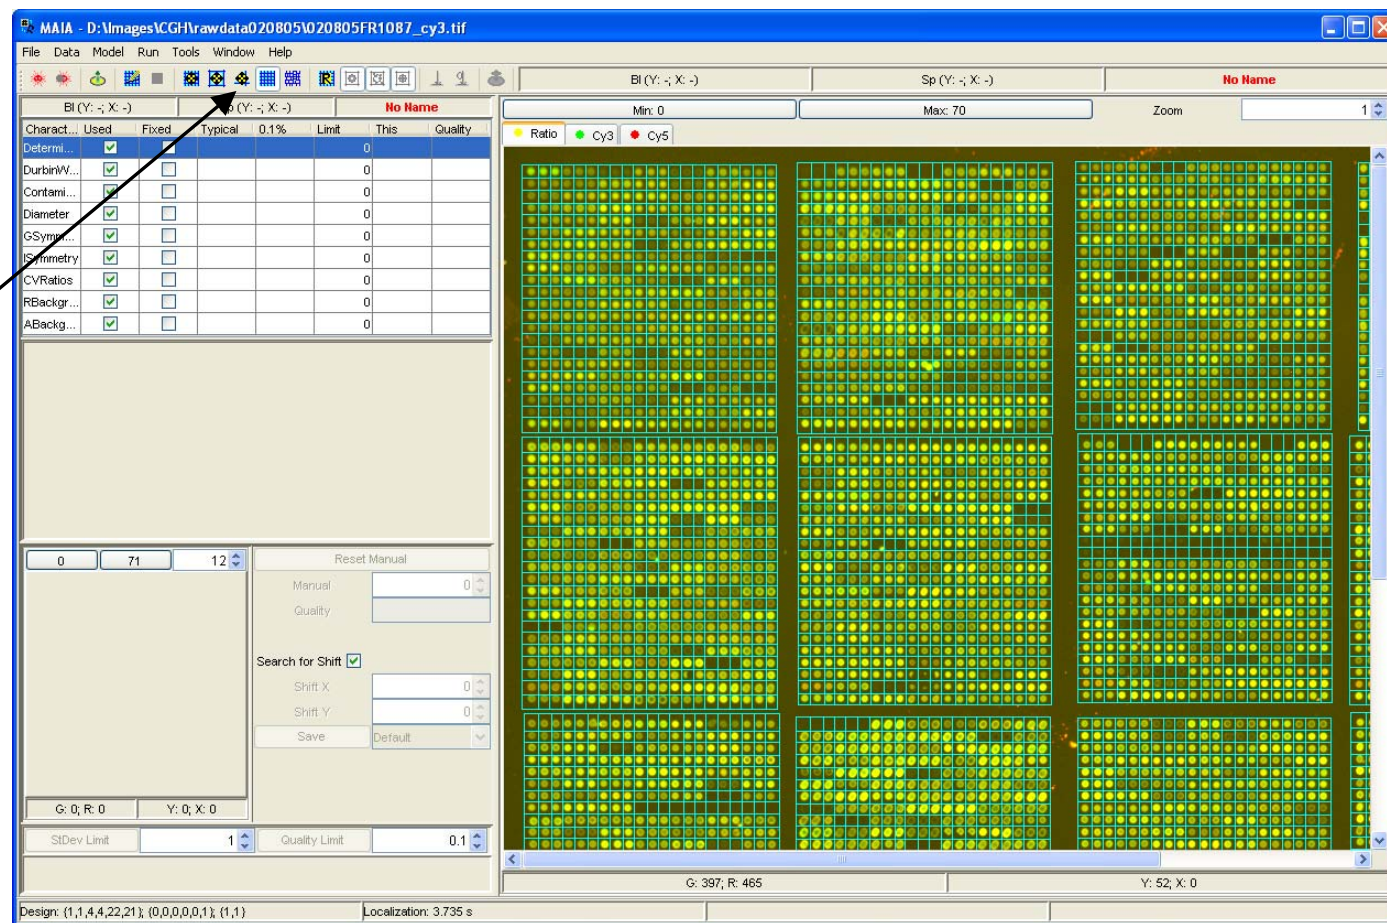 MAIA - D:\Images\CGH\rawdata020805\020805FR1087_cy3.tif
File Data Model Run Tools Window Help
Bl (Y: -; X: -) Sp (Y: -; X: -) No Name
Bl (Y: -; X: -) (Y: -; X: -) No Name
Min: 0 Max: 70 Zoom 1
Charact... Used Fixed Typical 0.1% Limit This Quality
Ratio Cy3 Cy5
Determi... 0
DurbinW... 0
Contami... 0
Diameter 0
GSymm... 0
ISymmetry 0
CVRatios 0
RBackgr... 0
ABackg... 0
0 71 12 Reset Manual
Manual 0
Quality
Search for Shift
Shift X 0
Shift Y 0
Save Default
G: 0; R: 0 Y: 0; X: 0
StDev Limit 1 Quality Limit 0.1
G: 397; R: 465 Y: 52; X: 0
Design: {1,1,4,4,22,21}; {0,0,0,0,0,1}; {1,1} Localization: 3.735 s